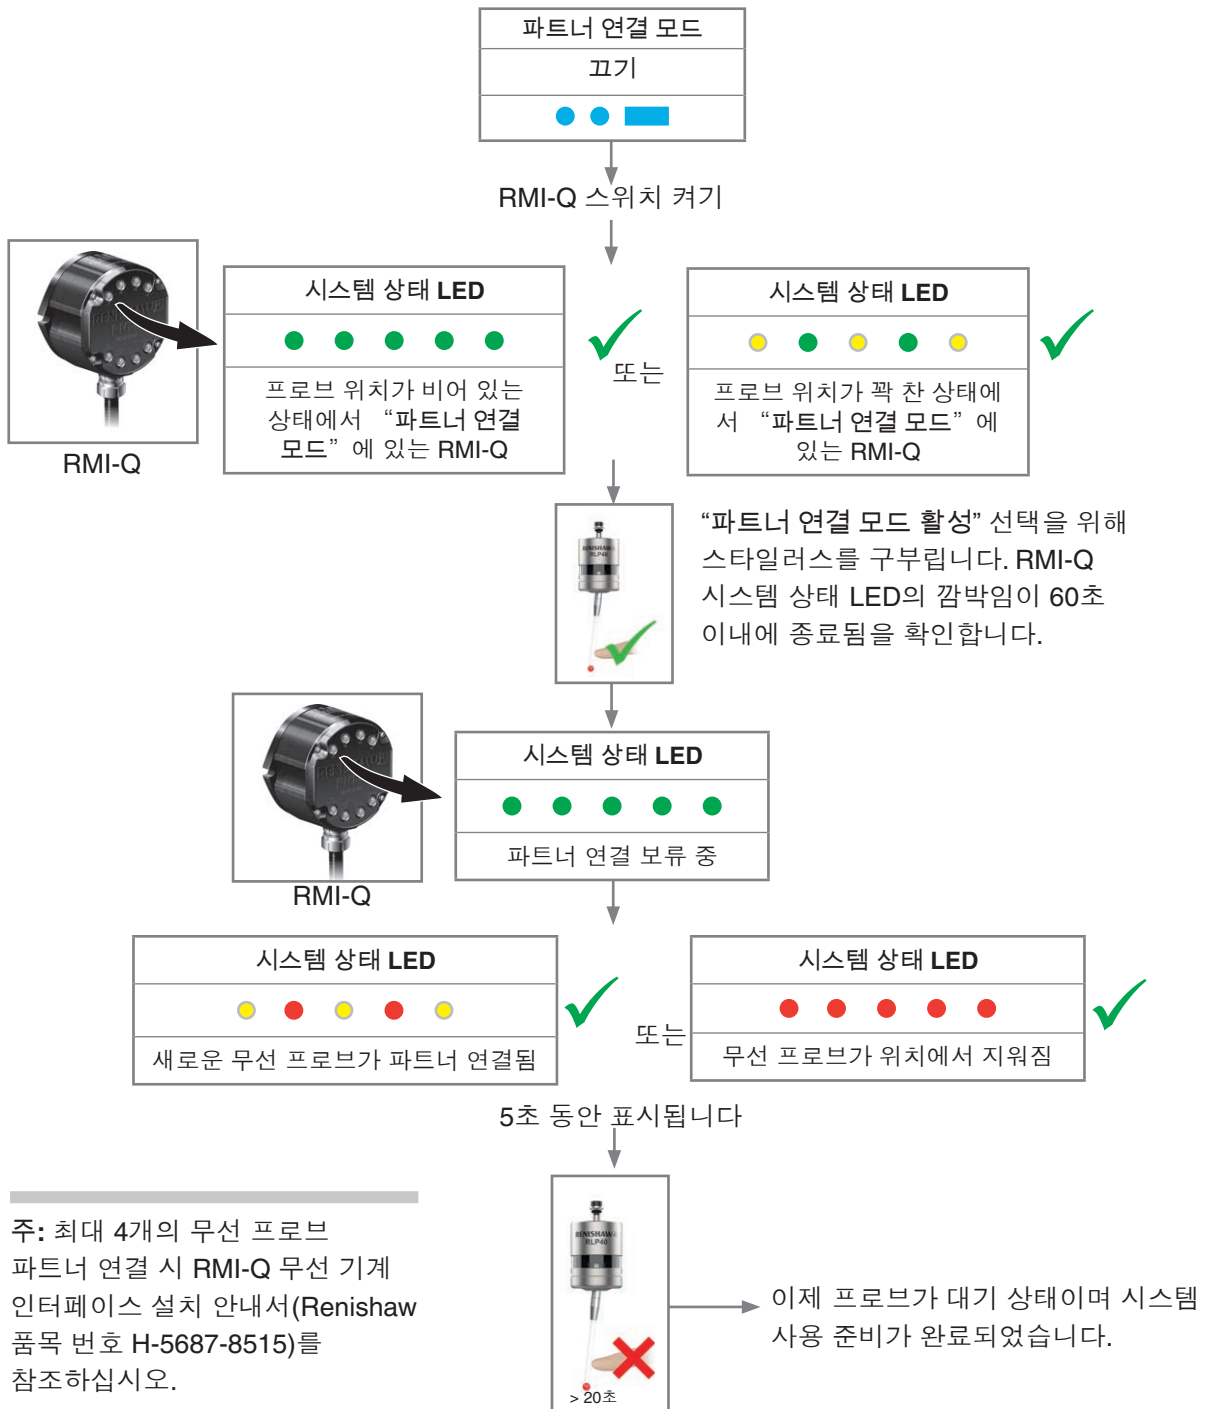 파트너 연결 모드
끄기
RMI-Q 스위치 켜기
RMI-Q
시스템 상태 LED
프로브 위치가 비어 있는
상태에서 “파트너 연결
모드” 에 있는 RMI-Q
또는
시스템 상태 LED
프로브 위치가 꽉 찬 상태에
서 “파트너 연결 모드” 에
있는 RMI-Q
RENISHAW
RLP40
“파트너 연결 모드 활성” 선택을 위해
스타일러스를 구부립니다. RMI-Q
시스템 상태 LED의 깜박임이 60초
이내에 종료됨을 확인합니다.
RMI-Q
시스템 상태 LED
파트너 연결 보류 중
시스템 상태 LED
새로운 무선 프로브가 파트너 연결됨
또는
시스템 상태 LED
무선 프로브가 위치에서 지워짐
5초 동안 표시됩니다
주: 최대 4개의 무선 프로브
파트너 연결 시 RMI-Q 무선 기계
인터페이스 설치 안내서(Renishaw
품목 번호 H-5687-8515)를
참조하십시오.
RENISHAW
RLP40
> 20초
이제 프로브가 대기 상태이며 시스템
사용 준비가 완료되었습니다.